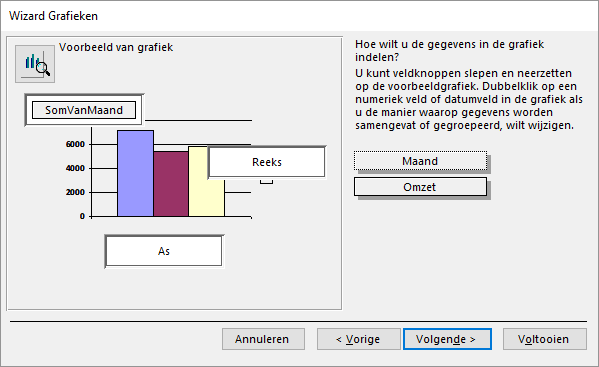 Wizard Grafieken
Voorbeeld van grafiek
SomVanMaand
6000
4000
2000
0
Reeks
As
Hoe wilt u de gegevens in de grafiek
indelen?
U kunt veldknoppen slepen en neerzetten
op de voorbeeldgrafiek. Dubbelklik op een
numeriek veld of datumveld in de grafiek als
u de manier waarop gegevens worden
samengevat of gegroepeerd, wilt wijzigen.
Maand
Omzet
Annuleren
< Vorige
Volgende >
Voltooien